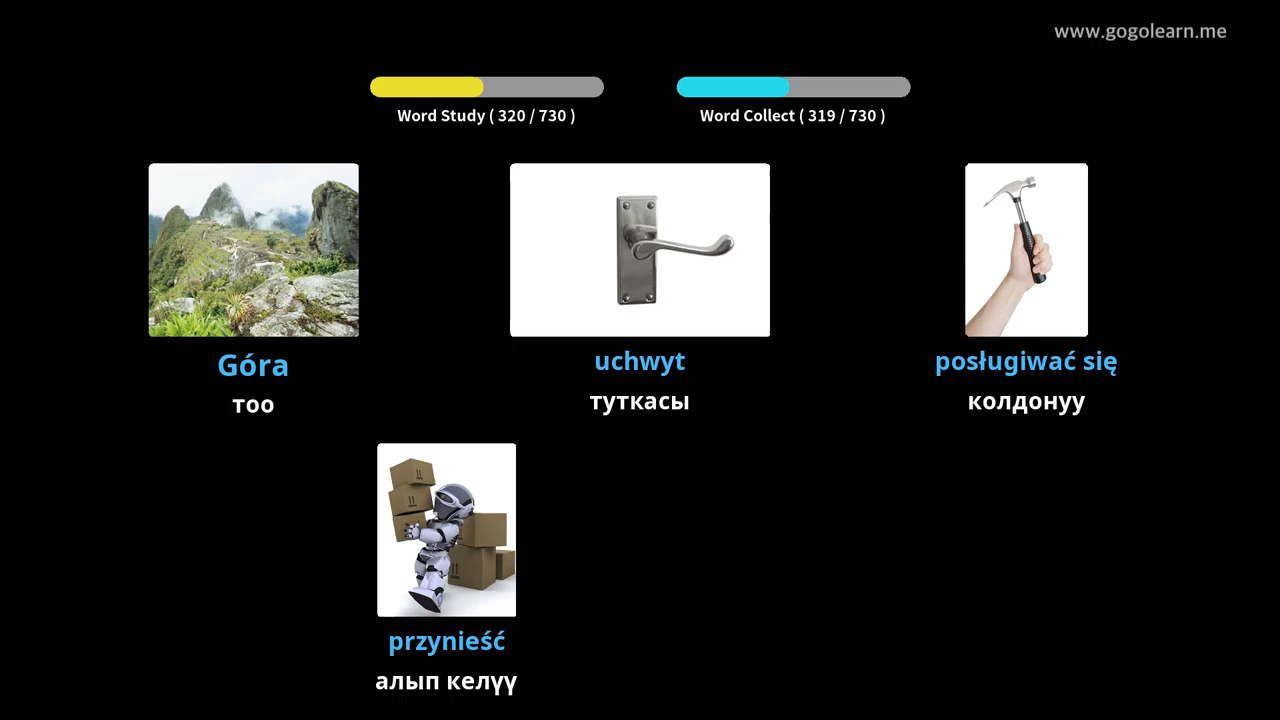 www.gogolearn.me
Word Study ( 320 / 730 )
Word Collect ( 319 / 730 )
Góra
тоо
uchwyt
туткасы
posługiwać się
колдонуу
przynieść
алып келүү